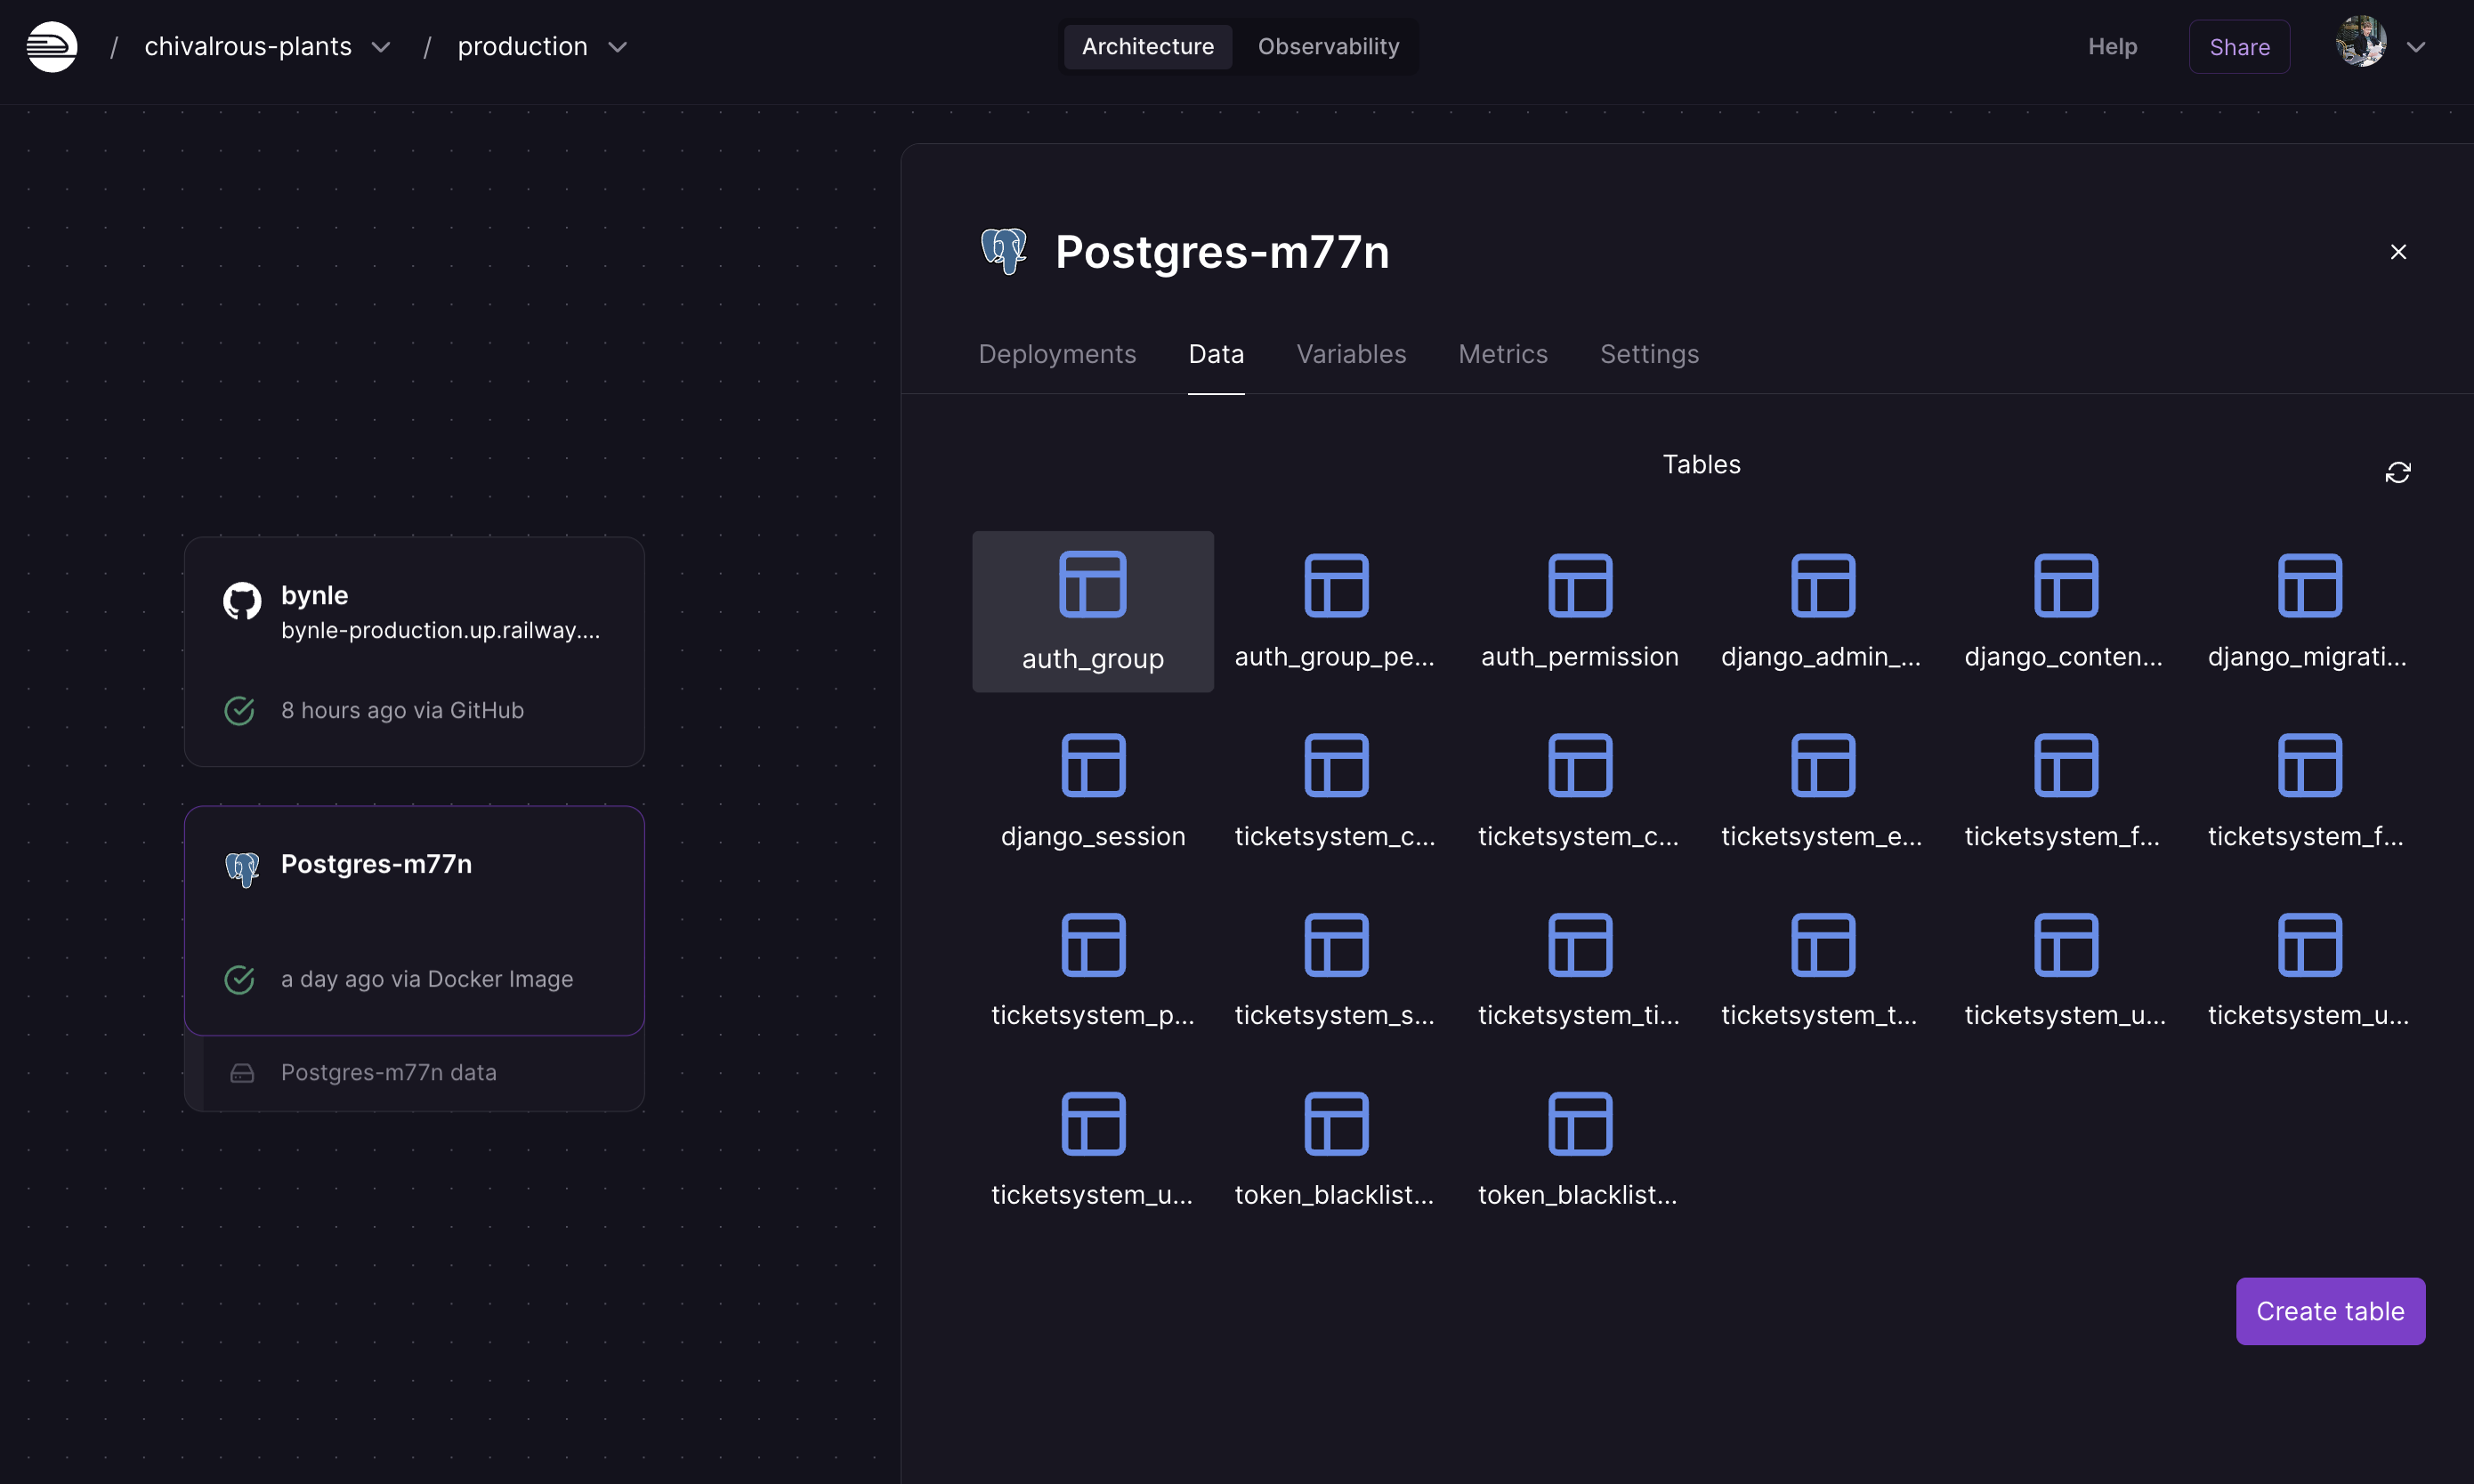 / chivalrous-plants / production
Architecture Observability
Help Share
bynle
bynle-production.up.railway....
8 hours ago via GitHub
Postgres-m77n
a day ago via Docker Image
Postgres-m77n data
Postgres-m77n
Deployments Data Variables Metrics Settings
Tables
auth_group auth_group_pe... auth_permission django_admin_... django_conten... django_migrati...
django_session ticketsystem_c... ticketsystem_c... ticketsystem_e... ticketsystem_f... ticketsystem_f...
ticketsystem_p... ticketsystem_s... ticketsystem_ti... ticketsystem_t... ticketsystem_u... ticketsystem_u...
ticketsystem_u... token_blacklist... token_blacklist...
Create table